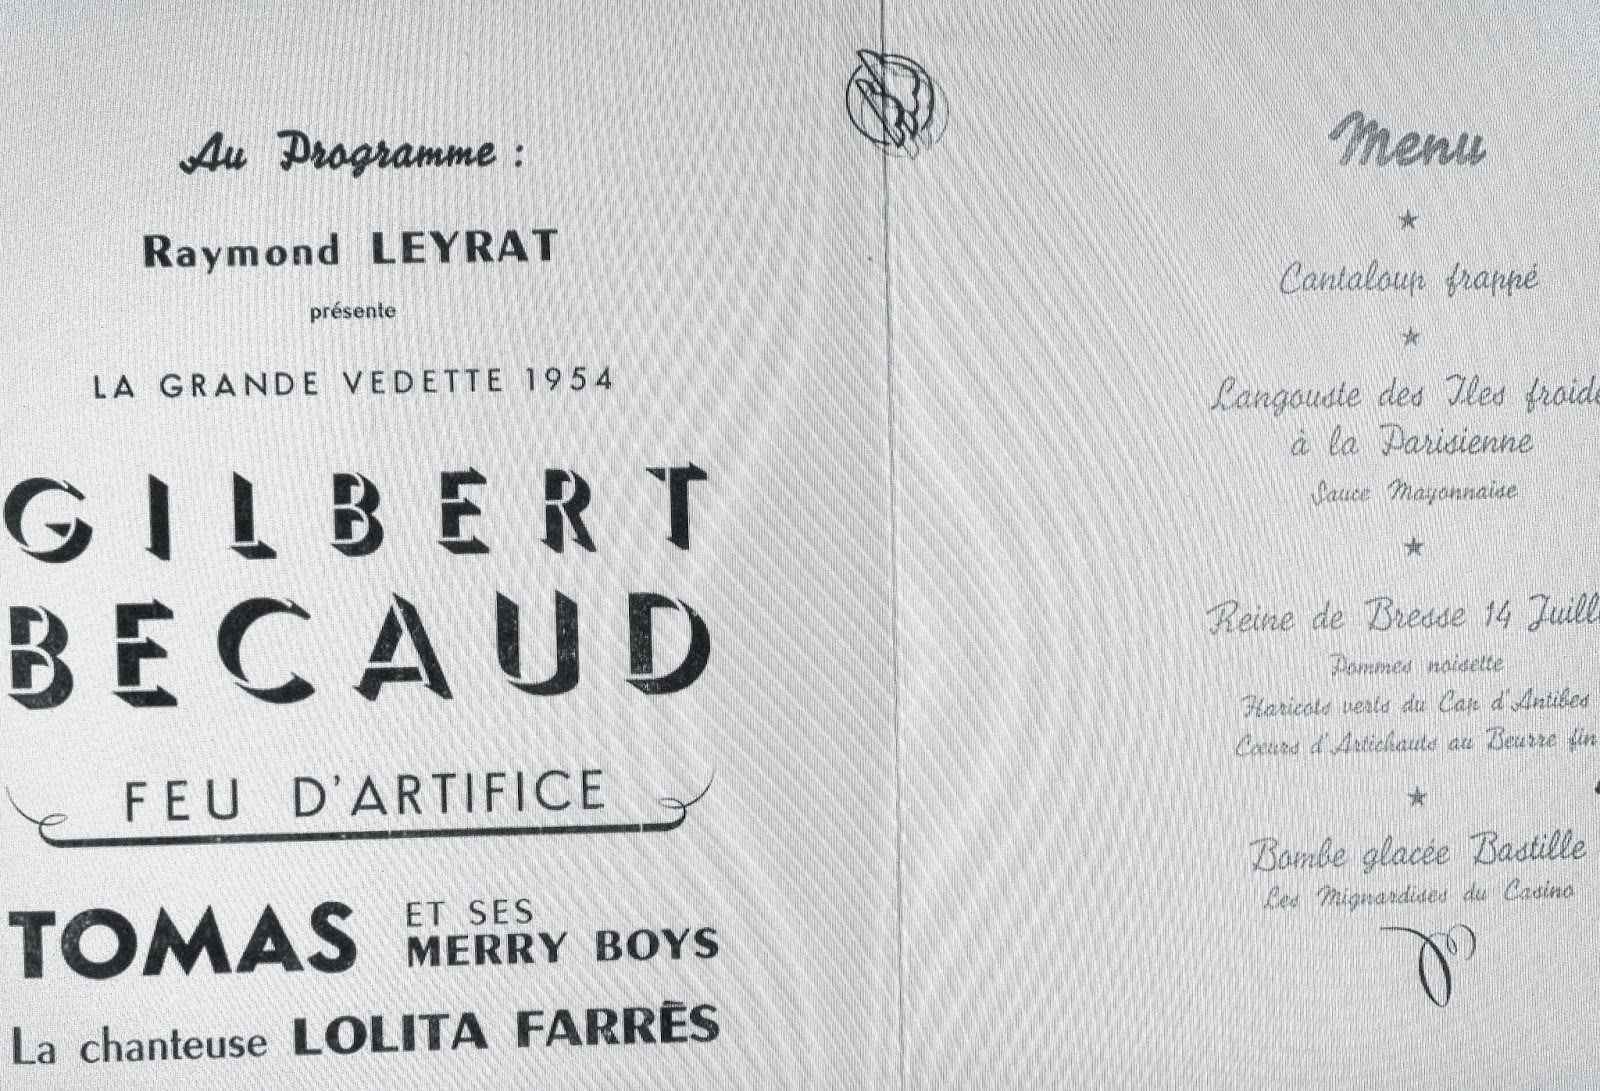 Au Programme :
Raymond LEYRAT
présente
LA GRANDE VEDETTE 1954
GILBERT
BECAUD
FEU D'ARTIFICE
TOMAS ET SES
MERRY BOYS
La chanteuse LOLITA FARRÈS
Menu
Cantaloup frappé
Langouste des Iles froide
à la Parisienne
Sauce Mayonnaise
Reine de Bresse 14 Juill
Pommes noisette
Haricots verts du Cap d'Antibes
Cœurs d'Artichauts au Beurre fin
Bombe glacée Bastille
Les Mignardises du Casino